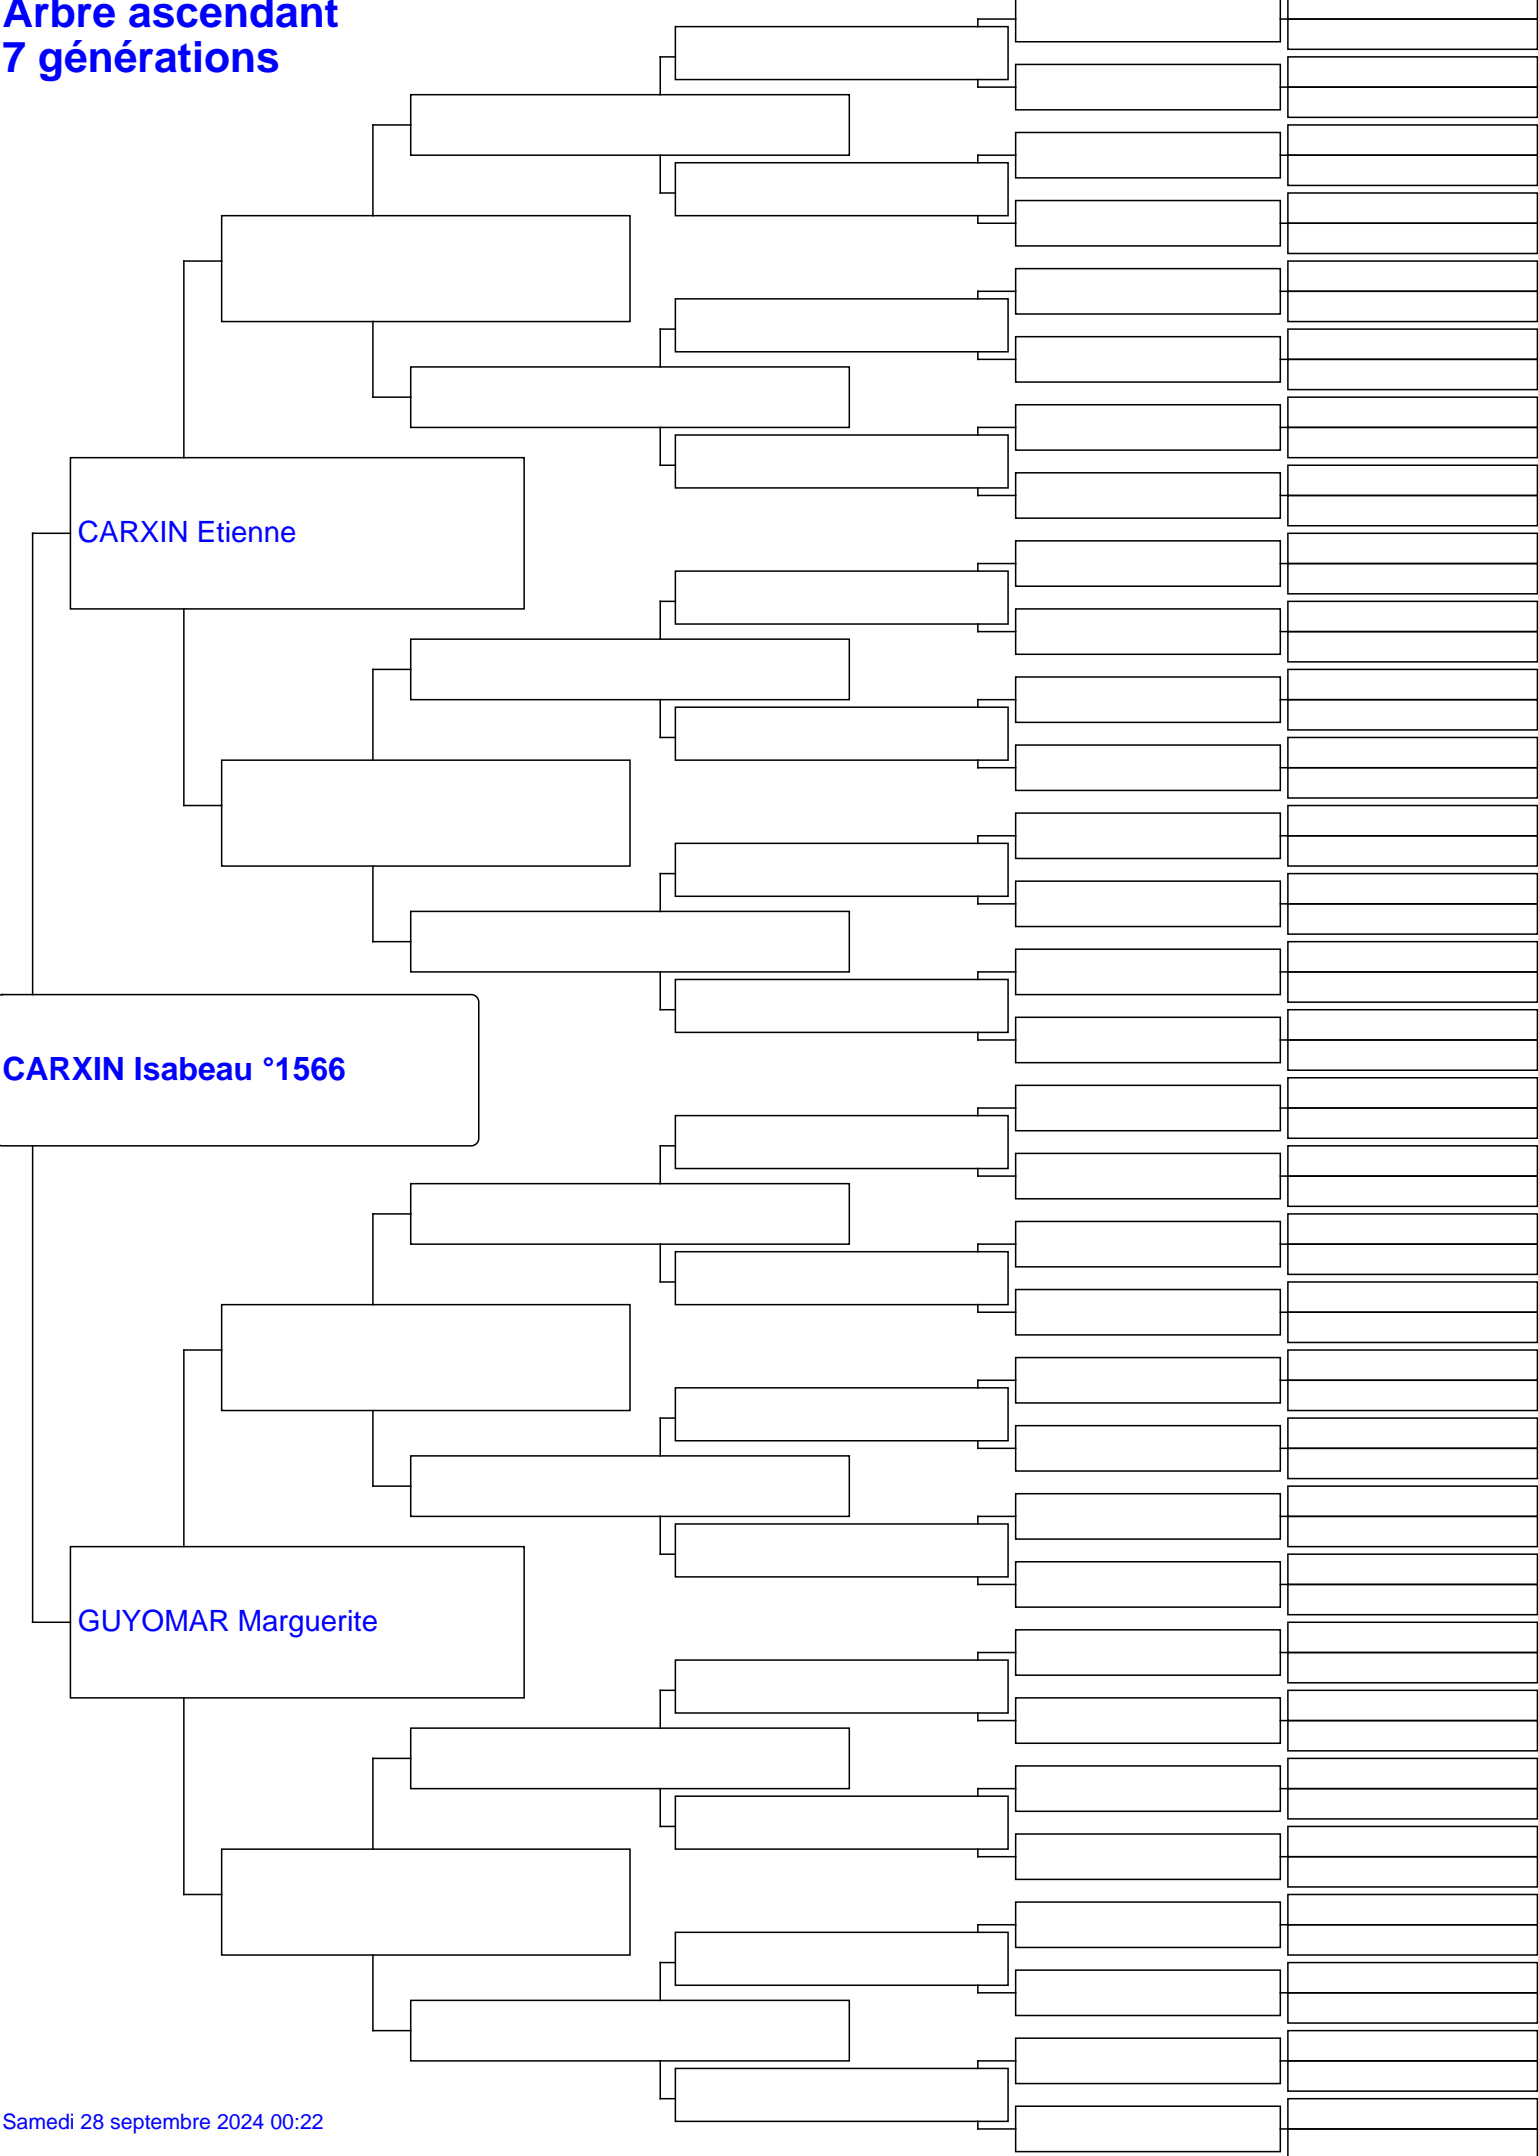 Arbre ascendant
7 générations
CARXIN Etienne
CARXIN Isabeau °1566
GUYOMAR Marguerite
Samedi 28 septembre 2024 00:22